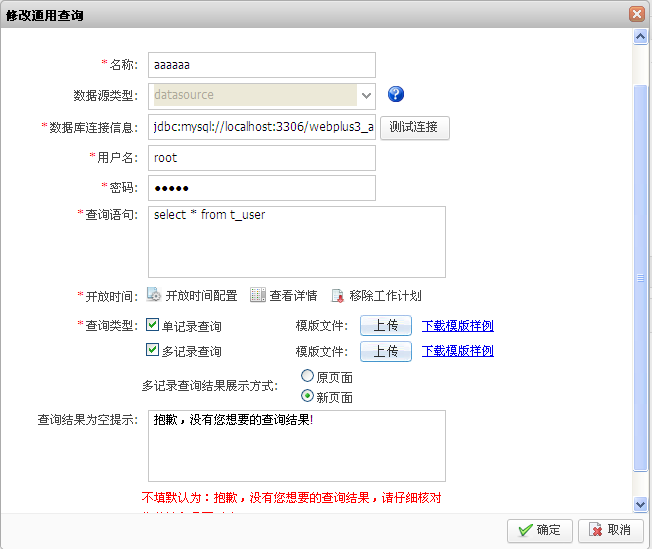 修改通用查询
*名称: aaaaaa
数据源类型: datasource
*数据库连接信息: jdbc:mysql://localhost:3306/webplus3_a 测试连接
*用户名: root
*密码: •••••
*查询语句: select * from t_user
*开放时间: 开放时间配置 查看详情 移除工作计划
*查询类型: 单记录查询 模版文件: 上传 下载模版样例
多记录查询 模版文件: 上传 下载模版样例
多记录查询结果展示方式: 原页面
新页面
查询结果为空提示: 抱歉，没有您想要的查询结果!
不填默认为：抱歉，没有您想要的查询结果，请仔细核对
确定 取消